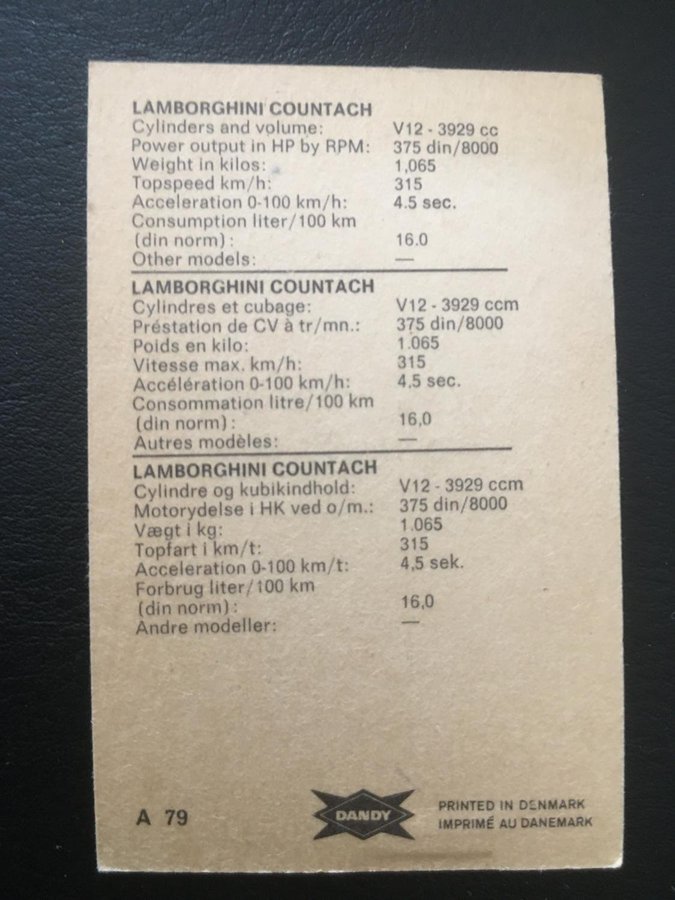 LAMBORGHINI COUNTACH
Cylinders and volume: V12 - 3929 cc
Power output in HP by RPM: 375 din/8000
Weight in kilos: 1,065
Topspeed km/h: 315
Acceleration 0-100 km/h: 4.5 sec.
Consumption liter/100 km
(din norm): 16.0
Other models: —
LAMBORGHINI COUNTACH
Cylindres et cubage: V12 - 3929 ccm
Préstation de CV à tr/mn.: 375 din/8000
Poids en kilo: 1.065
Vitesse max. km/h: 315
Accélération 0-100 km/h: 4,5 sec.
Consommation litre/100 km
(din norm): 16,0
Autres modèles: —
LAMBORGHINI COUNTACH
Cylindre og kubikindhold: V12 - 3929 ccm
Motorydelse i HK ved o/m.: 375 din/8000
Vægt i kg: 1.065
Topfart i km/t: 315
Acceleration 0-100 km/t: 4,5 sek.
Forbrug liter/100 km
(din norm): 16,0
Andre modeller: —
A 79
DANDY
PRINTED IN DENMARK
IMPRIMÉ AU DANEMARK